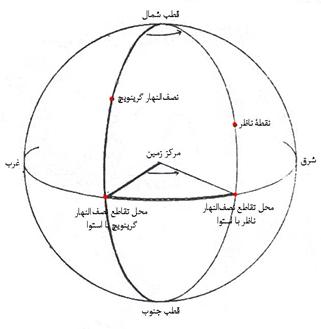 قطب شمال
نصف‌النهار گرینویچ
نقطهٔ ناظر
مرکز زمین
شرق
غرب
محل تقاطع نصف‌النهار
ناظر با استوا
محل تقاطع نصف‌النهار
گرینویچ با استوا
قطب جنوب